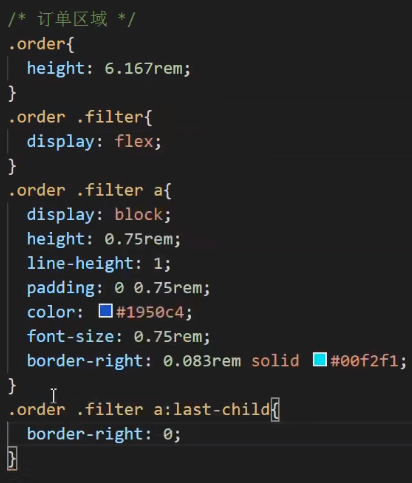 /* 订单区域 */
.order{
  height: 6.167rem;
}
.order .filter{
  display: flex;
}
.order .filter a{
  display: block;
  height: 0.75rem;
  line-height: 1;
  padding: 0 0.75rem;
  color: #1950c4;
  font-size: 0.75rem;
  border-right: 0.083rem solid #00f2f1;
}
.order .filter a:last-child{
  border-right: 0;
}